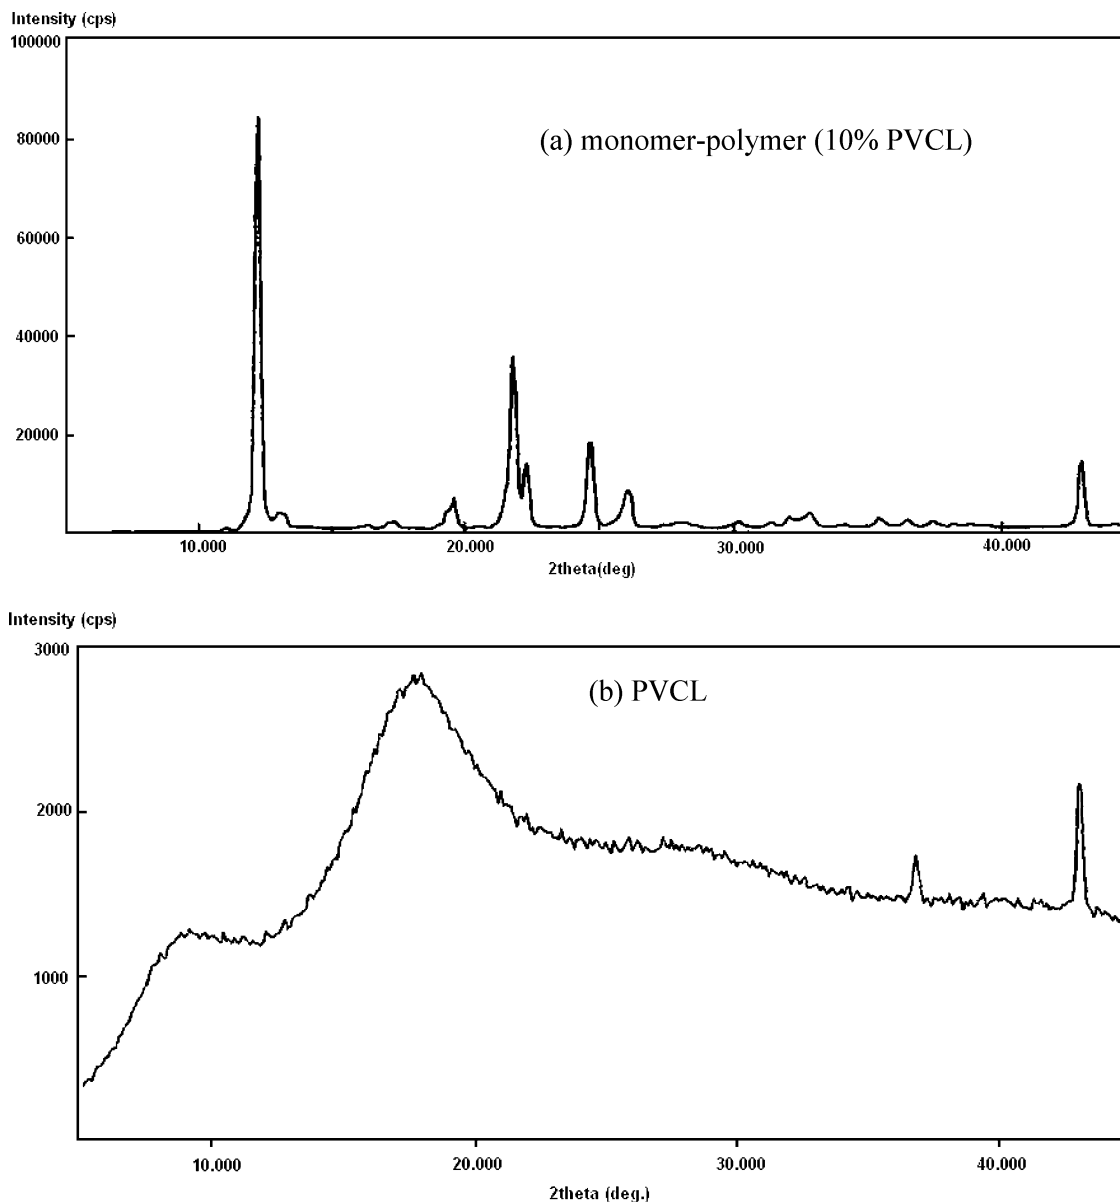 Intensity (cps)
100000
(a) monomer-polymer (10% PVCL)
80000
60000
40000
20000
10.000 20.000 30.000 40.000
2theta(deg)
Intensity (cps)
3000
(b) PVCL
2000
1000
10.000 20.000 30.000 40.000
2theta (deg.)